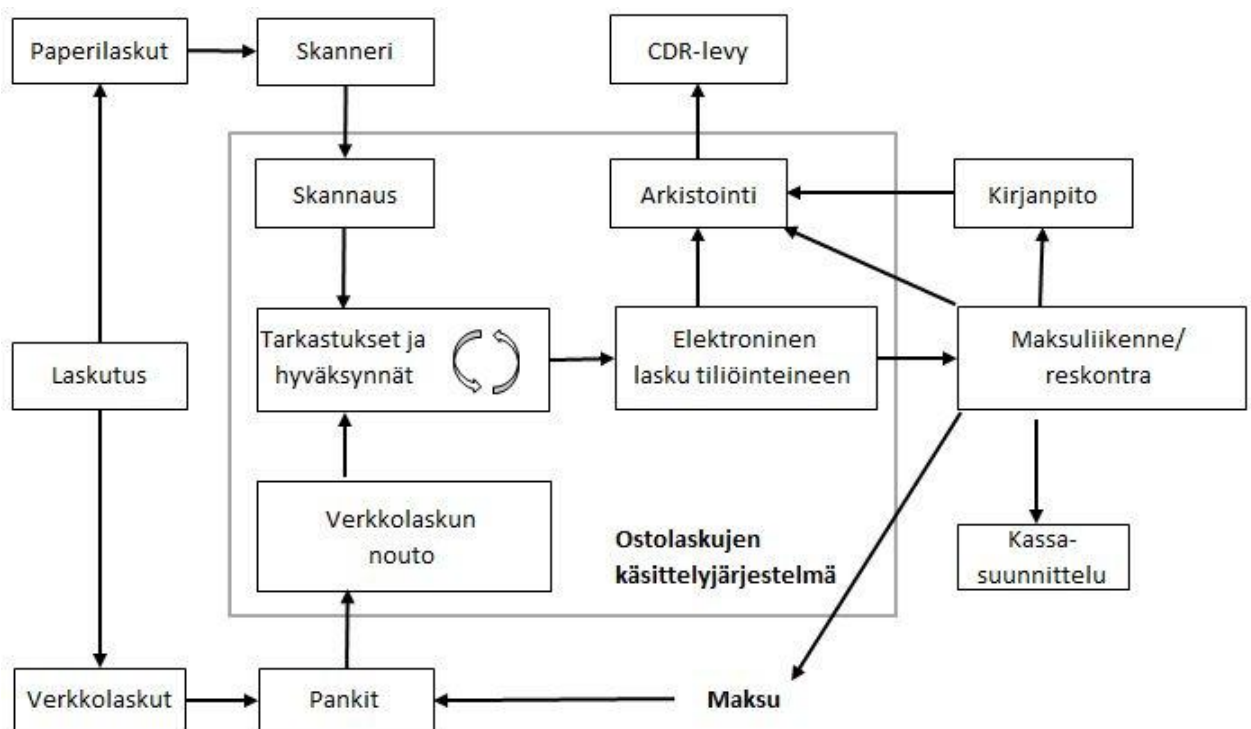 Paperilaskut
Skanneri
CDR-levy
Skannaus
Arkistointi
Kirjanpito
Tarkastukset ja
hyväksynnät
Elektroninen
lasku tiliöinteineen
Maksuliikenne/
reskontra
Laskutus
Verkkolaskun
nouto
Ostolaskujen
käsittelyjärjestelmä
Kassa-
suunnittelu
Verkkolaskut
Pankit
Maksu